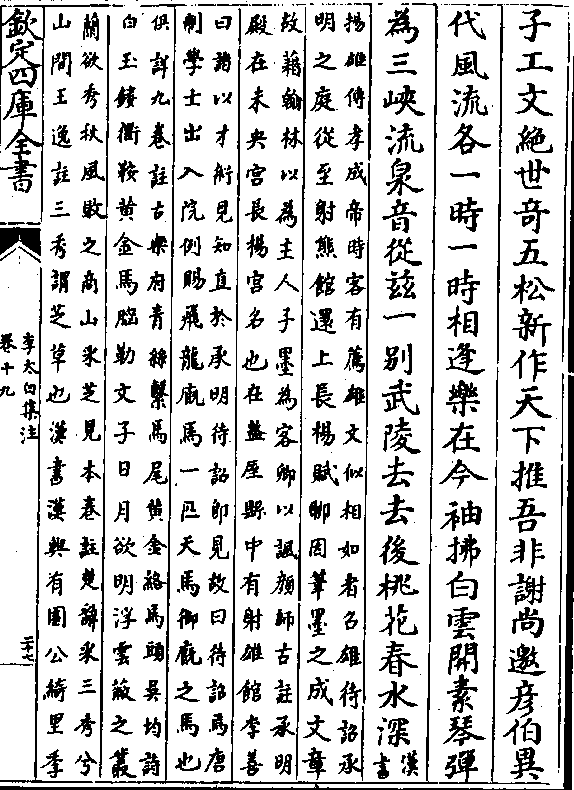 子工文絶世奇五松新作天下推吾非謝尚邀彦伯異
代風流各一時一時相逢樂在今袖拂白雲開素琴彈
為三峽流泉音從兹一別武陵去去後桃花春水深
漢
書
揚雄傳孝成帝時客有薦雄文似相如者召雄待詔承
明之庭從至射熊館還上長楊賦聊因筆墨之成文章
故藉翰林以為主人子墨為客卿以諷顔師古註承明
殿在未央宫長楊宫名也在盩厔縣中有射雄館李善
曰諸以才術見知直於承明待詔即見故曰待詔焉唐
制學士出入院例賜飛龍廐馬一匹天馬御廐之馬也
俱詳九卷註古樂府青絲繫馬尾黄金絡馬頭吴均詩
白玉鏤衢鞍黄金馬腦勒文子日月欲明浮雲蔽之叢
蘭欲秀秋風敗之商山采芝見本卷註楚辭采三秀兮
山間王逸註三秀謂芝草也漢書漢興有園公綺里季
欽定四庫全書
李太白集注
卷十九
二十七